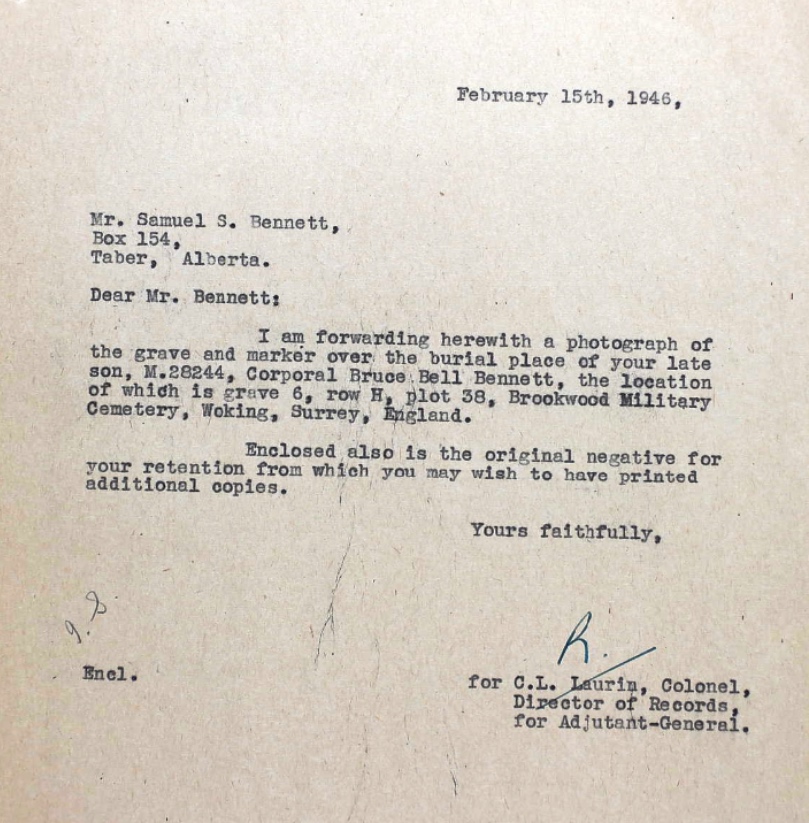 February 15th, 1946,
Mr. Samuel S. Bennett,
Box 154,
Taber, Alberta.
Dear Mr. Bennett:
I am forwarding herewith a photograph of
the grave and marker over the burial place of your late
son, M.28244, Corporal Bruce Bell Bennett, the location
of which is grave 6, row H, plot 38, Brookwood Military
Cemetery, Woking, Surrey, England.
Enclosed also is the original negative for
your retention from which you may wish to have printed
additional copies.
Yours faithfully,
R.
Encl.
for C.L. Laurin, Colonel,
Director of Records,
for Adjutant-General.